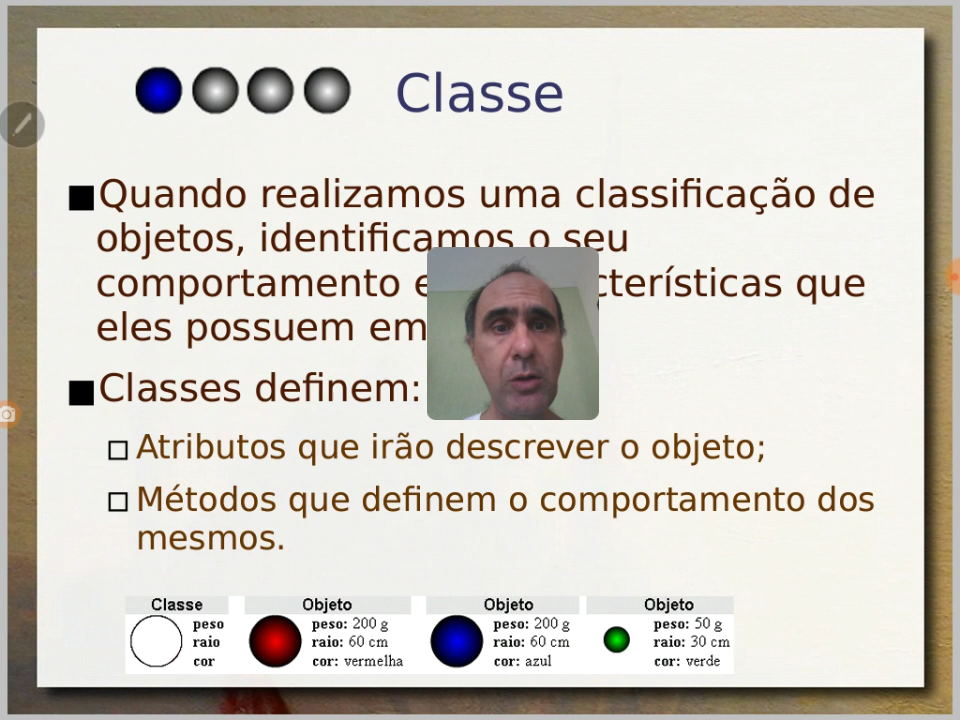 Classe
Quando realizamos uma classificação de
objetos, identificamos o seu
comportamento e que
eles possuem em
Classes definem:
Atributos que irão descrever o objeto;
Métodos que definem o comportamento dos
mesmos.
Classe Objeto Objeto Objeto
peso peso: 200 g peso: 200 g peso: 50 g
raio raio: 60 cm raio: 60 cm raio: 30 cm
cor cor: vermelha cor: azul cor: verde